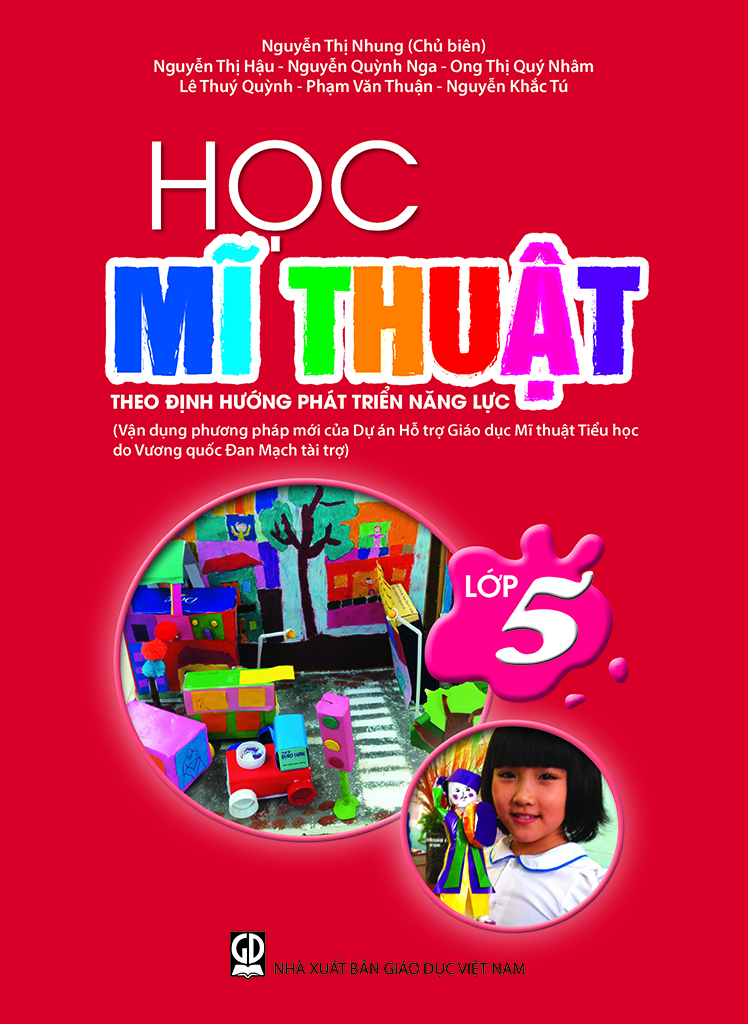 Nguyễn Thị Nhung (Chủ biên)
Nguyễn Thị Hậu - Nguyễn Quỳnh Nga - Ong Thị Quý Nhâm
Lê Thuý Quỳnh - Phạm Văn Thuận - Nguyễn Khắc Tú
HỌC
MĨ THUẬT
THEO ĐỊNH HƯỚNG PHÁT TRIỂN NĂNG LỰC
(Vận dụng phương pháp mới của Dự án Hỗ trợ Giáo dục Mĩ thuật Tiểu học
do Vương quốc Đan Mạch tài trợ)
LỚP 5
GD
NHÀ XUẤT BẢN GIÁO DỤC VIỆT NAM